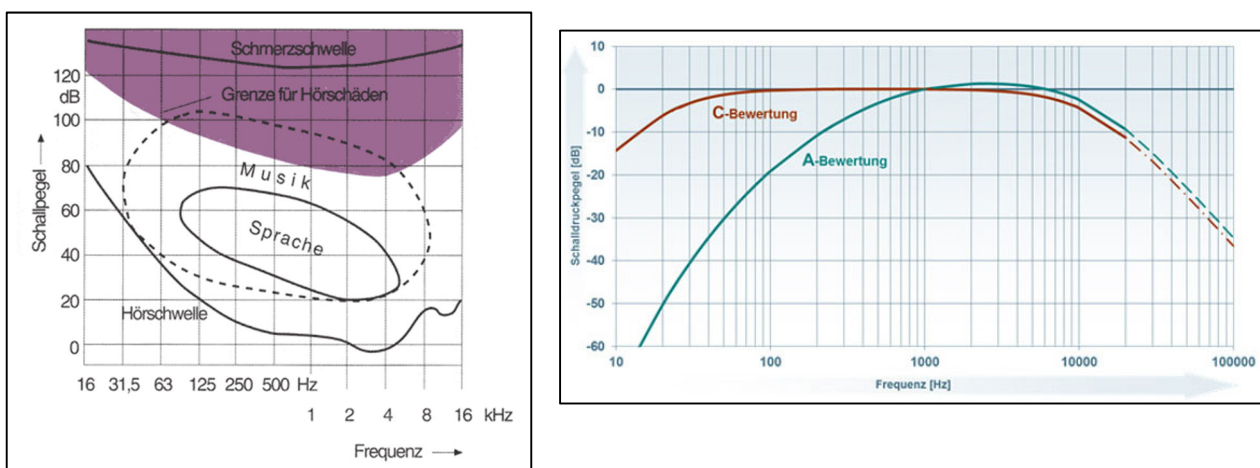 Schmerzschwelle
120
dB
Grenze für Hörschäden
100
80
Musik
60
Sprache
40
20
Hörschwelle
0
Schallpegel
16 31,5 63 125 250 500 Hz
1 2 4 8 16 kHz
Frequenz
10
0
C-Bewertung
-10
A-Bewertung
-20
-30
-40
-50
-60
Schalldruckpegel [dB]
10 100 1000 10000 100000
Frequenz [Hz]